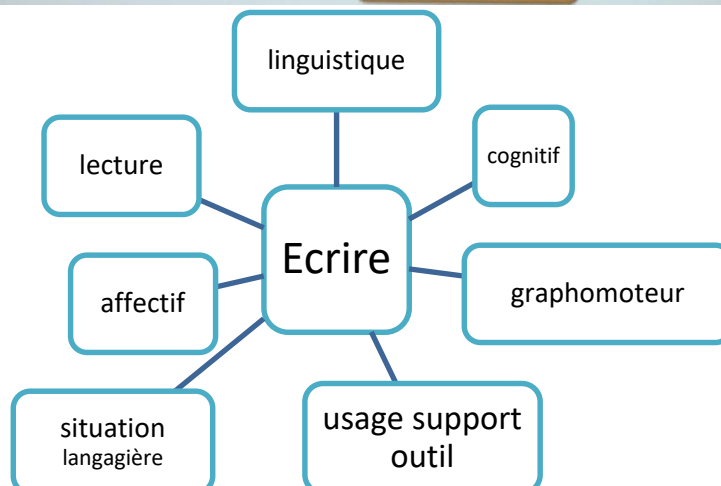 linguistique
cognitif
lecture
Ecrire
affectif
graphomoteur
usage support
outil
situation
langagière